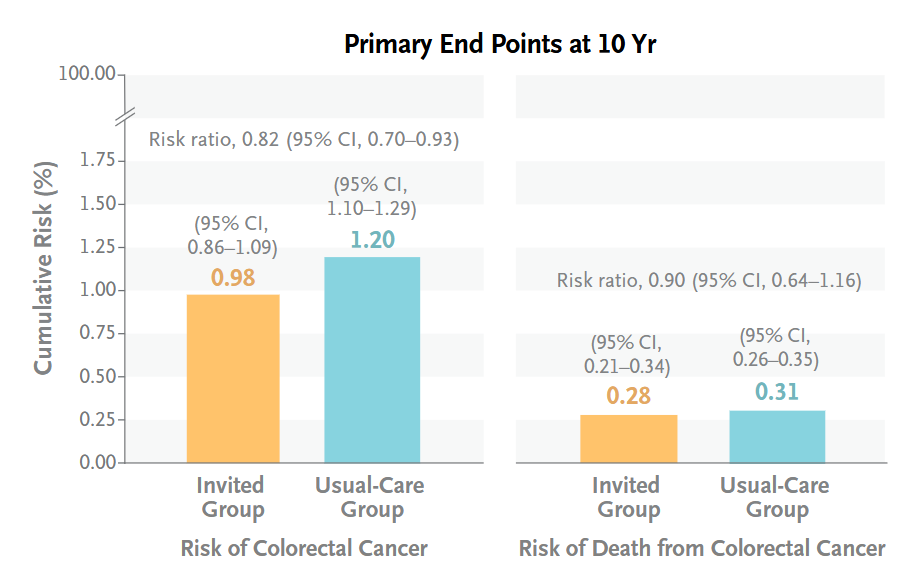 Primary End Points at 10 Yr
Cumulative Risk (%)
100.00
1.75
1.50
1.25
1.00
0.75
0.50
0.25
0.00
Risk ratio, 0.82 (95% CI, 0.70–0.93)
(95% CI,
0.86–1.09)
0.98
(95% CI,
1.10–1.29)
1.20
Invited
Group
Usual-Care
Group
Risk of Colorectal Cancer
Risk ratio, 0.90 (95% CI, 0.64–1.16)
(95% CI,
0.21–0.34)
0.28
(95% CI,
0.26–0.35)
0.31
Invited
Group
Usual-Care
Group
Risk of Death from Colorectal Cancer